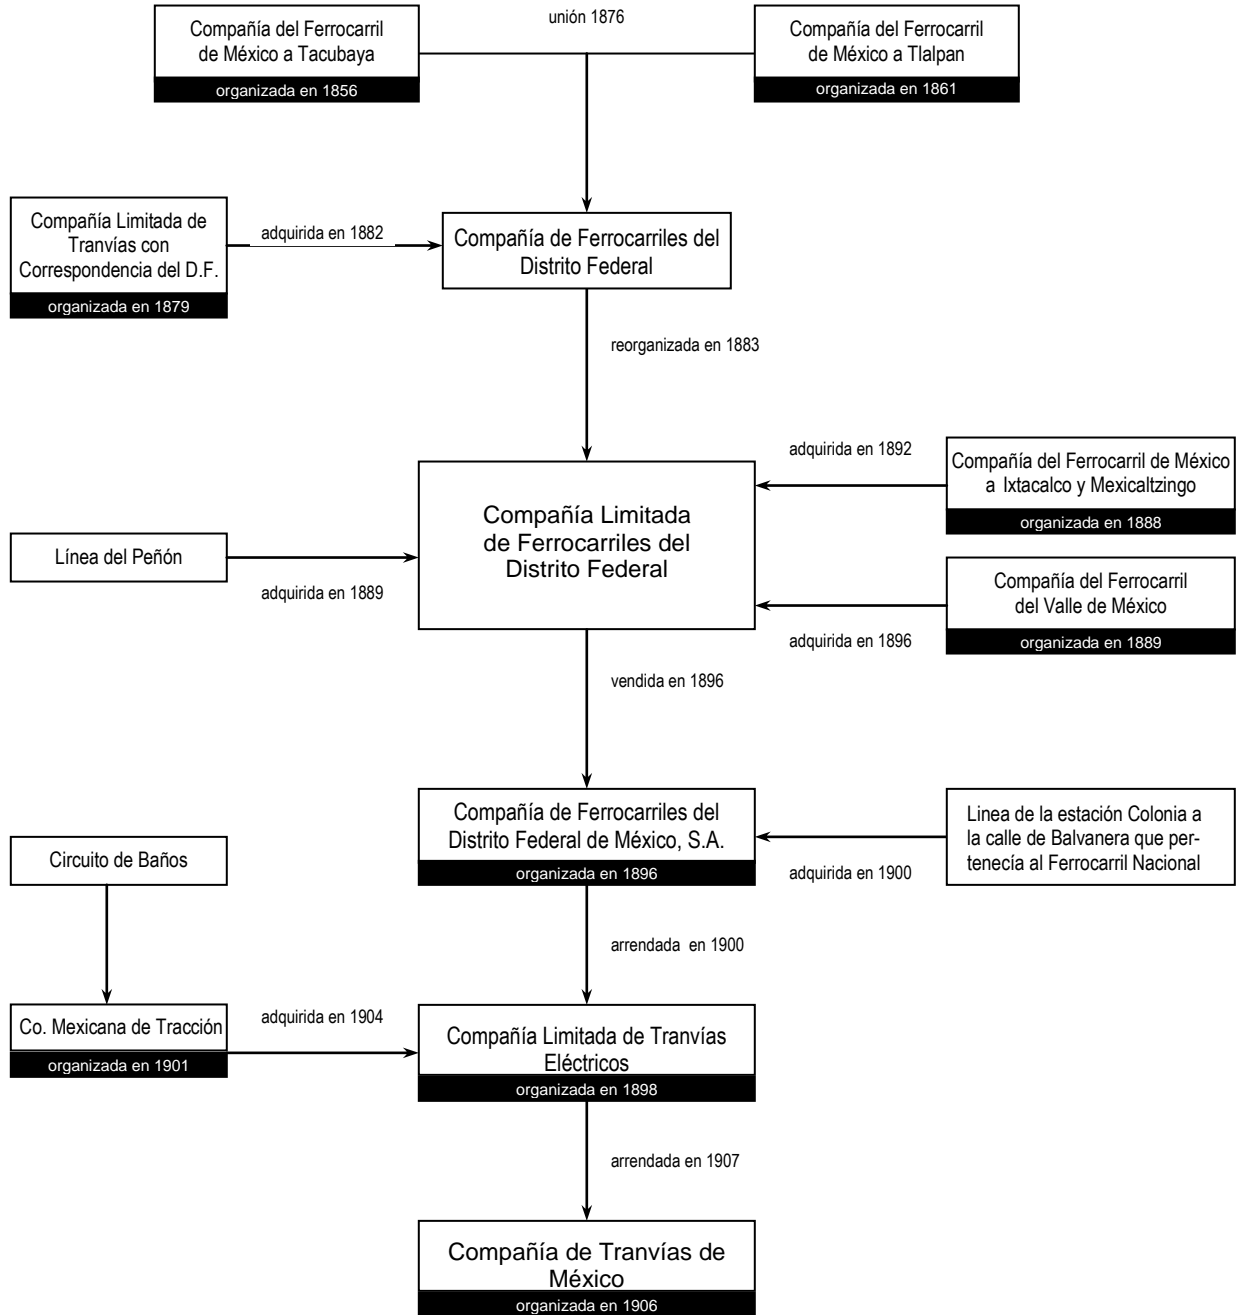 unión 1876
Compañía del Ferrocarril
de México a Tacubaya
organizada en 1856
Compañía del Ferrocarril
de México a Tlalpan
organizada en 1861
Compañía Limitada de
Tranvías con
Correspondencia del D.F.
organizada en 1879
adquirida en 1882
Compañía de Ferrocarriles del
Distrito Federal
reorganizada en 1883
adquirida en 1892
Compañía del Ferrocarril de México
a Ixtacalco y Mexicaltzingo
organizada en 1888
Compañía Limitada
de Ferrocarriles del
Distrito Federal
Línea del Peñón
adquirida en 1889
Compañía del Ferrocarril
del Valle de México
organizada en 1889
adquirida en 1896
vendida en 1896
Compañía de Ferrocarriles del
Distrito Federal de México, S.A.
organizada en 1896
Linea de la estación Colonia a
la calle de Balvanera que per-
tenecía al Ferrocarril Nacional
adquirida en 1900
Circuito de Baños
arrendada en 1900
Co. Mexicana de Tracción
organizada en 1901
adquirida en 1904
Compañía Limitada de Tranvías
Eléctricos
organizada en 1898
arrendada en 1907
Compañía de Tranvías de
México
organizada en 1906